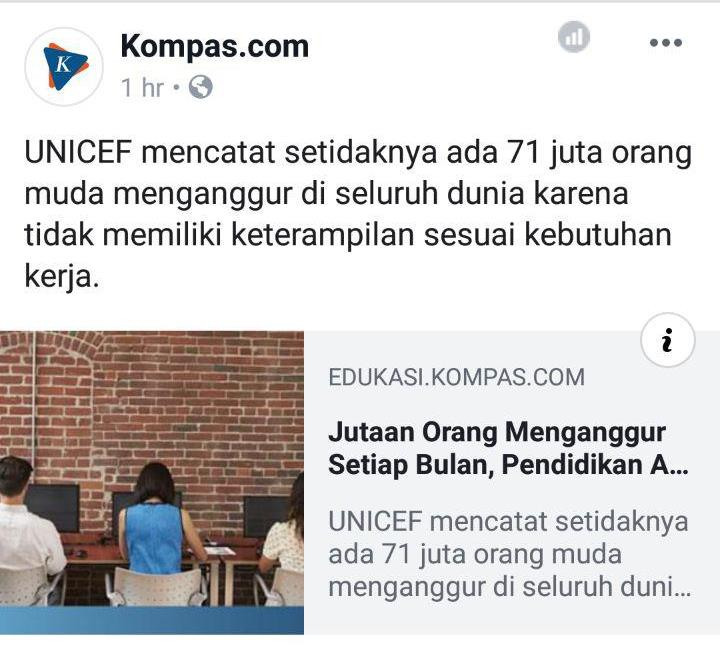 Kompas.com
1 hr •
UNICEF mencatat setidaknya ada 71 juta orang
muda menganggur di seluruh dunia karena
tidak memiliki keterampilan sesuai kebutuhan
kerja.
K
i
EDUKASI.KOMPAS.COM
Jutaan Orang Menganggur
Setiap Bulan, Pendidikan A...
UNICEF mencatat setidaknya
ada 71 juta orang muda
menganggur di seluruh duni...